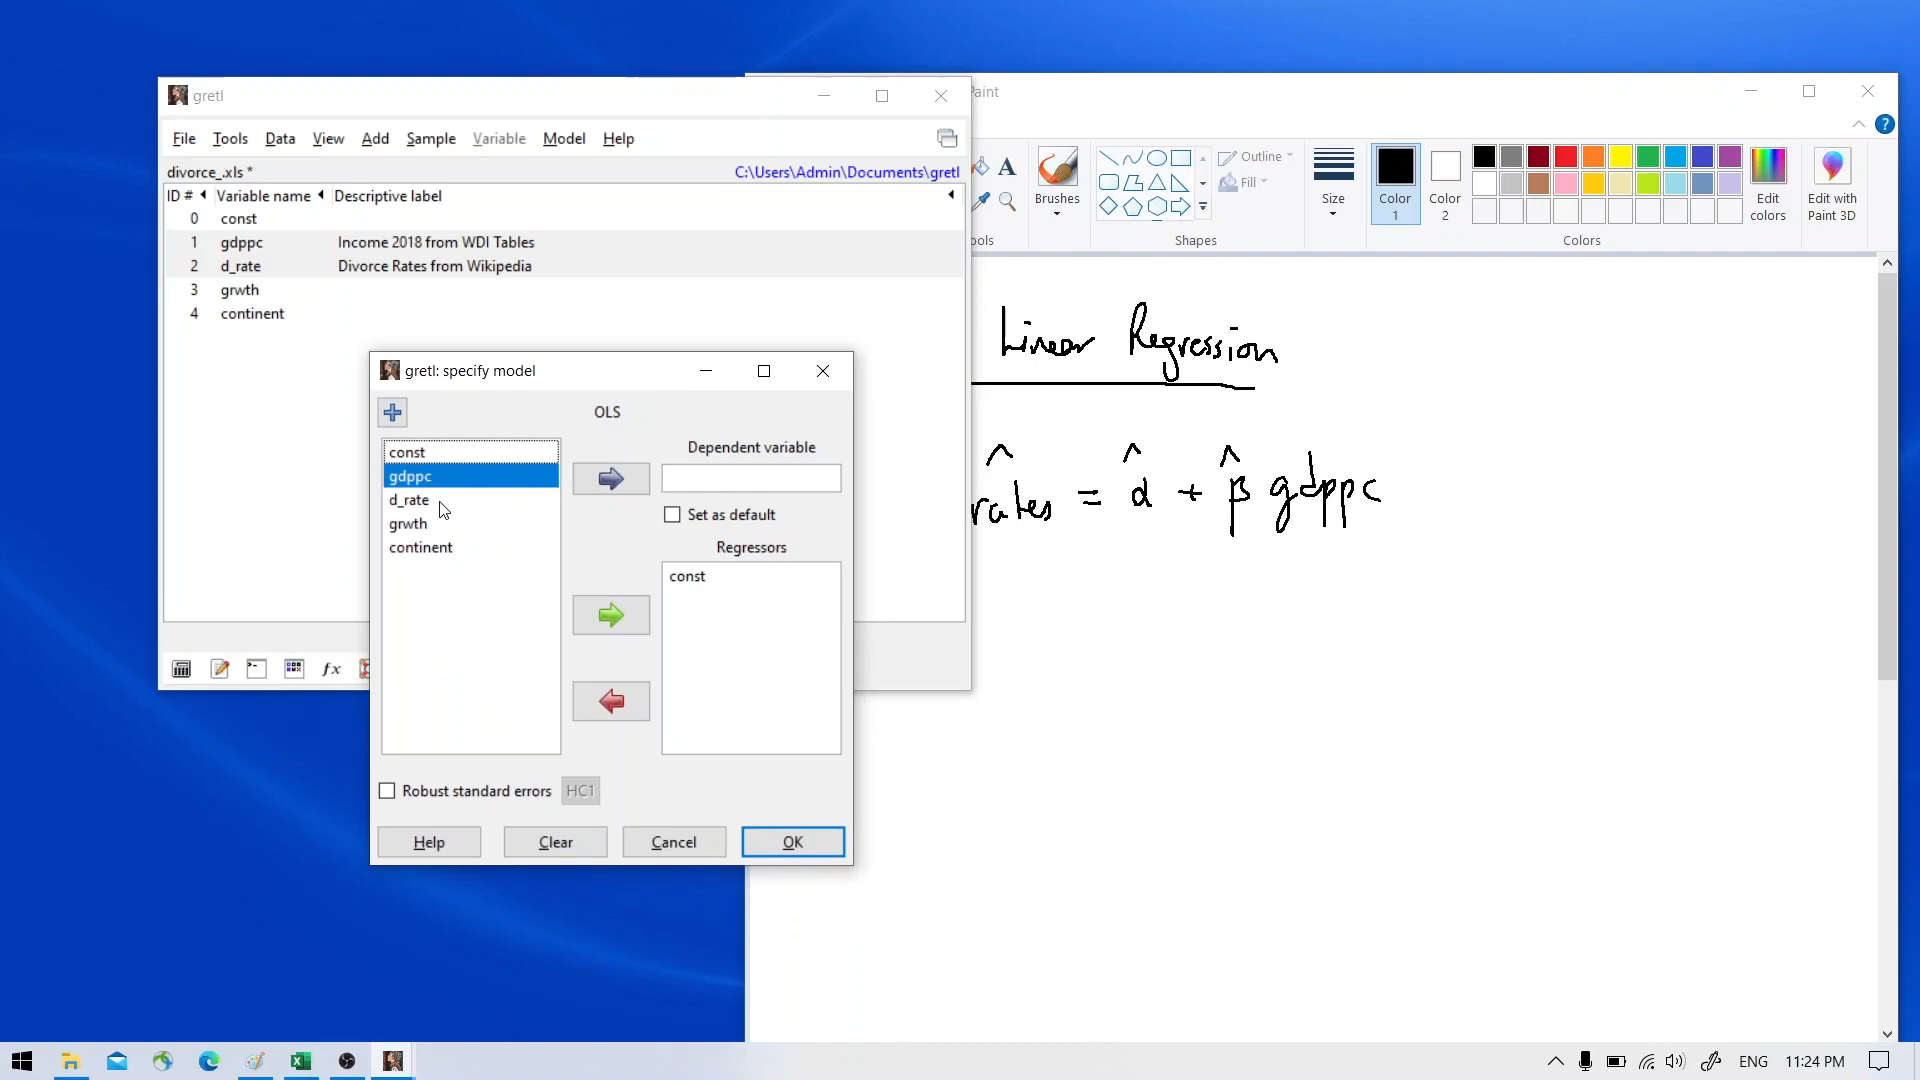 gretl
File Tools Data View Add Sample Variable Model Help
divorce_.xls * C:\Users\Admin\Documents\gretl
ID # Variable name Descriptive label
0 const
1 gdppc Income 2018 from WDI Tables
2 d_rate Divorce Rates from Wikipedia
3 grwth
4 continent
fx
gretl: specify model
OLS
const
gdppc
d_rate
grwth
continent
Dependent variable
Set as default
Regressors
const
Robust standard errors HC1
Help Clear Cancel OK
Paint
A
Brushes
Shapes
Outline
Fill
Size
Color 1
Color 2
Edit colors
Edit with Paint 3D
Colors
Linear Regression
rates = α̂ + β̂ gdppc
ENG 11:24 PM